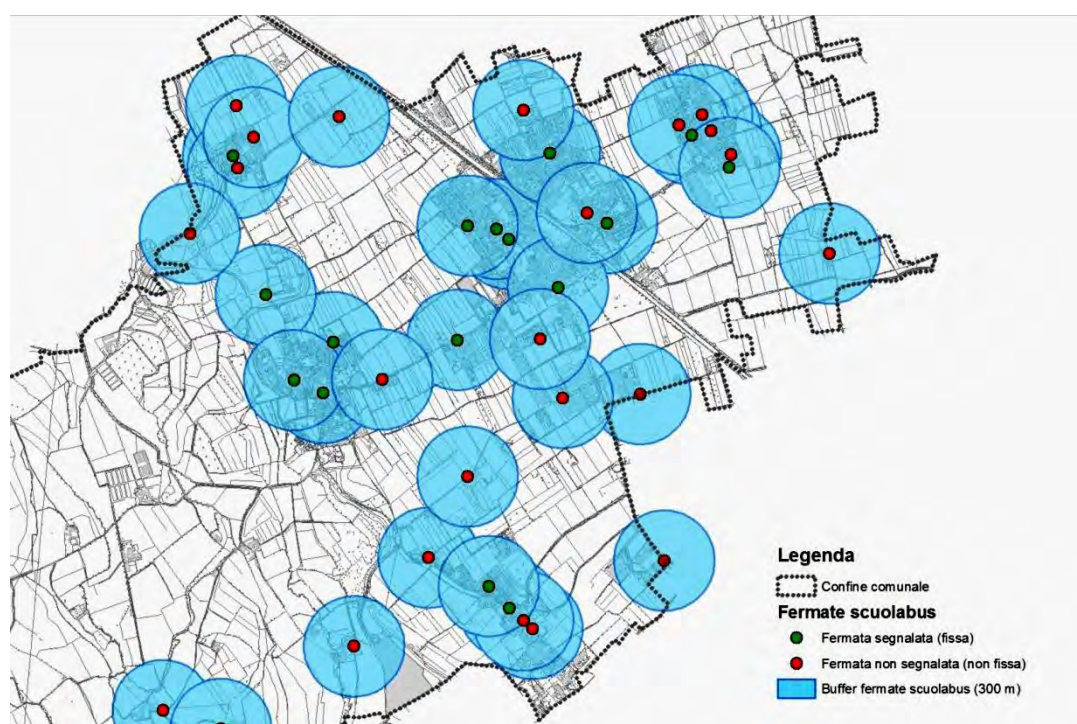 Legenda
Confine comunale
Fermate scuolabus
Fermata segnalata (fissa)
Fermata non segnalata (non fissa)
Buffer fermate scuolabus (300 m)